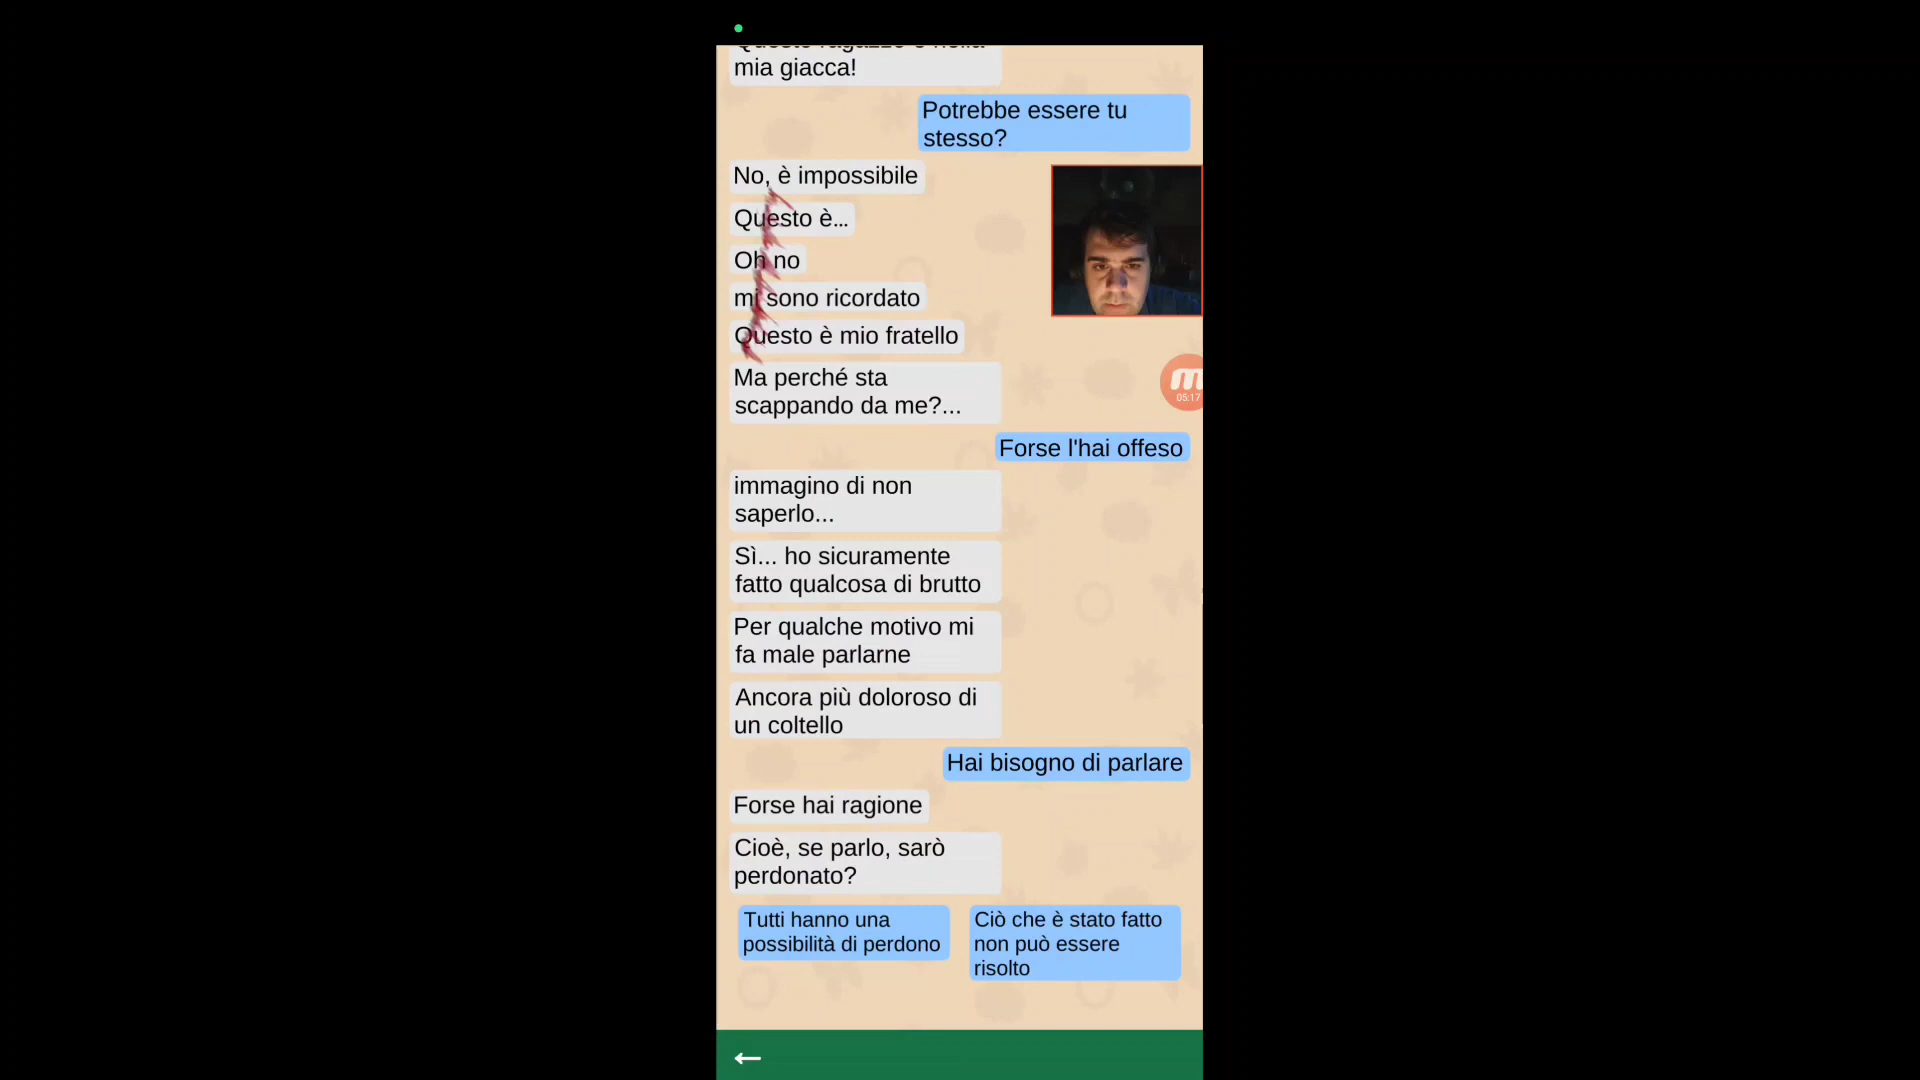 mia giacca!
Potrebbe essere tu
stesso?
No, è impossibile
Questo è...
Oh no
mi sono ricordato
Questo è mio fratello
Ma perché sta
scappando da me?...
05:17
Forse l'hai offeso
immagino di non
saperlo...
Sì... ho sicuramente
fatto qualcosa di brutto
Per qualche motivo mi
fa male parlarne
Ancora più doloroso di
un coltello
Hai bisogno di parlare
Forse hai ragione
Cioè, se parlo, sarò
perdonato?
Tutti hanno una
possibilità di perdono
Ciò che è stato fatto
non può essere
risolto